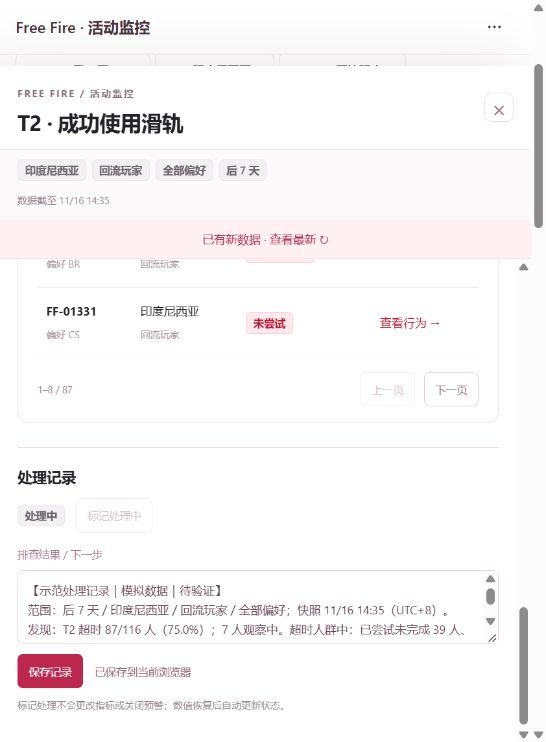 Free Fire · 活动监控
...
FREE FIRE / 活动监控
T2 · 成功使用滑轨
×
印度尼西亚 回流玩家 全部偏好 后 7 天
数据截至 11/16 14:35
已有新数据 · 查看最新 ↻
偏好 BR 回流玩家
FF-01331 印度尼西亚 未尝试 查看行为 →
偏好 CS 回流玩家
1–8 / 87 上一页 下一页
处理记录
处理中 标记处理中
排查结果 / 下一步
【示范处理记录｜模拟数据｜待验证】
范围：后 7 天 / 印度尼西亚 / 回流玩家 / 全部偏好；快照 11/16 14:35（UTC+8）。
发现：T2 超时 87/116 人（75.0%）；7 人观察中。超时人群中：已尝试未完成 39 人、
保存记录 已保存到当前浏览器
标记处理不会更改指标或关闭预警；数值恢复后自动更新状态。